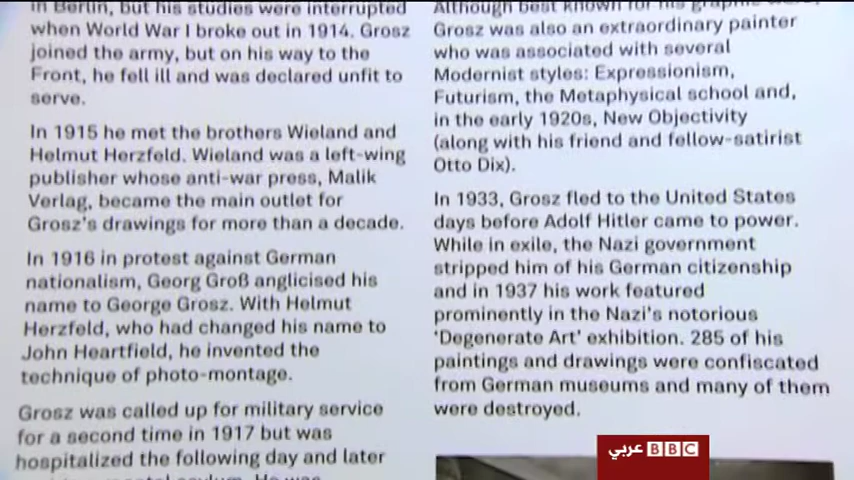 in Berlin, but his studies were interrupted
when World War I broke out in 1914. Grosz
joined the army, but on his way to the
Front, he fell ill and was declared unfit to
serve.
In 1915 he met the brothers Wieland and
Helmut Herzfeld. Wieland was a left-wing
publisher whose anti-war press, Malik
Verlag, became the main outlet for
Grosz's drawings for more than a decade.
In 1916 in protest against German
nationalism, Georg Groß anglicised his
name to George Grosz. With Helmut
Herzfeld, who had changed his name to
John Heartfield, he invented the
technique of photo-montage.
Grosz was called up for military service
for a second time in 1917 but was
hospitalized the following day and later
mental asylum. He was
Although best known for his graphic
Grosz was also an extraordinary painter
who was associated with several
Modernist styles: Expressionism,
Futurism, the Metaphysical school and,
in the early 1920s, New Objectivity
(along with his friend and fellow-satirist
Otto Dix).
In 1933, Grosz fled to the United States
days before Adolf Hitler came to power.
While in exile, the Nazi government
stripped him of his German citizenship
and in 1937 his work featured
prominently in the Nazi's notorious
'Degenerate Art' exhibition. 285 of his
paintings and drawings were confiscated
from German museums and many of them
were destroyed.
BBC عربي